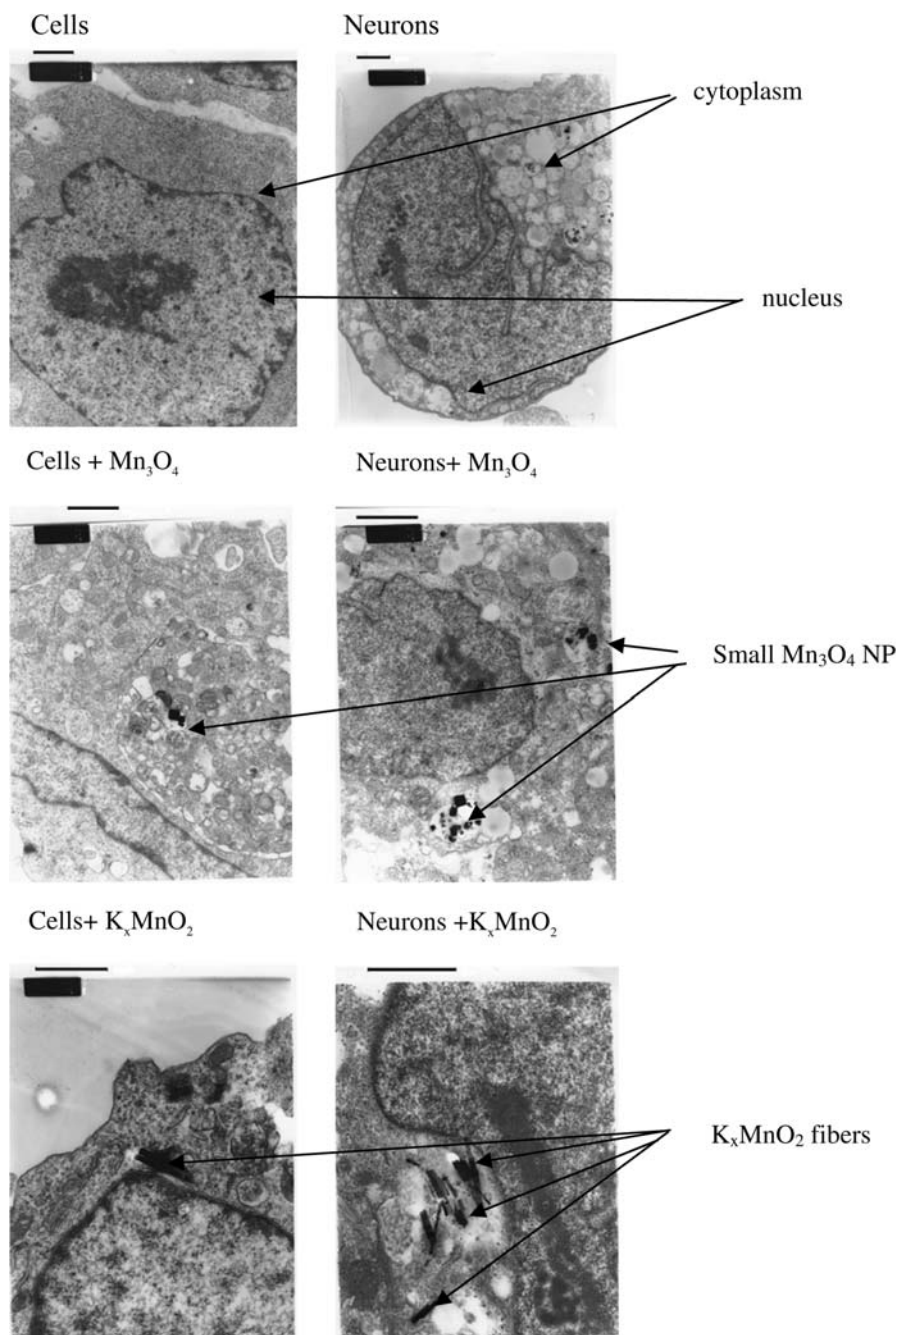 Cells Neurons
cytoplasm
nucleus
Cells + Mn₃O₄ Neurons+ Mn₃O₄
Small Mn₃O₄ NP
Cells+ KₓMnO₂ Neurons +KₓMnO₂
KₓMnO₂ fibers